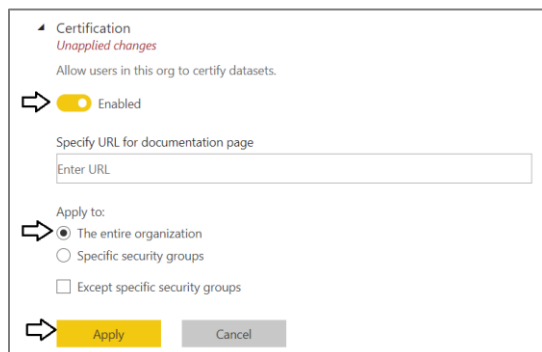 Certification
Unapplied changes
Allow users in this org to certify datasets.
Enabled
Specify URL for documentation page
Enter URL
Apply to:
The entire organization
Specific security groups
Except specific security groups
Apply Cancel